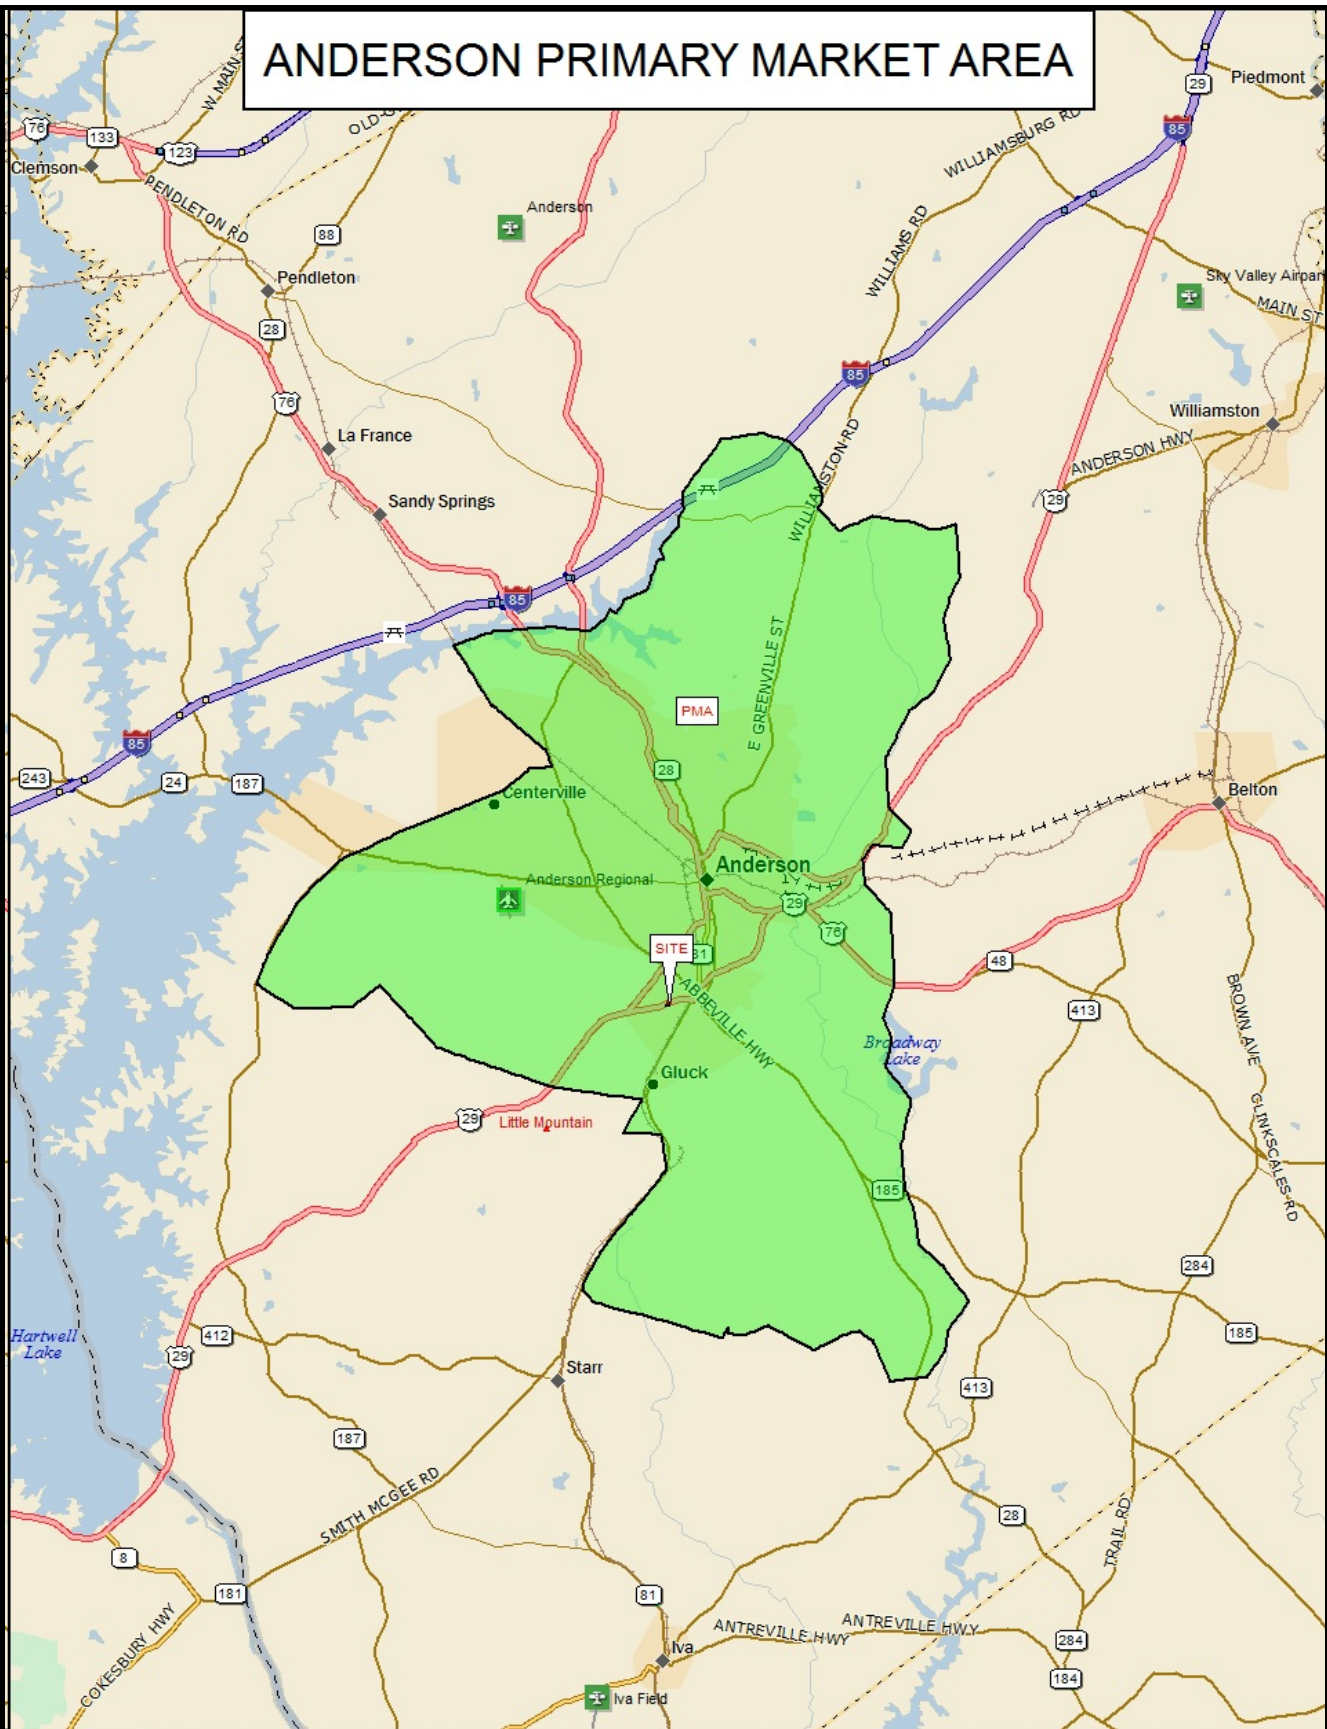 ANDERSON PRIMARY MARKET AREA
W MAIN S
OLD
29
Piedmont
76
133
123
85
Clemson
WILLIAMSBURG RD
PENDLETON RD
88
Anderson
WILLIAMS RD
Pendleton
Sky Valley Airpar
MAIN ST
28
85
76
Williamston
La France
ANDERSON HWY
WILLIAMSTON RD
29
Sandy Springs
85
E GREENVILLE ST
PMA
85
28
243
24
187
Centerville
Belton
Anderson
Anderson Regional
29
76
SITE
81
48
ABBEVILLE HWY
413
BROWN AVE
Broadway
Lake
Gluck
29
Little Mountain
GLINKSCALES RD
185
284
Hartwell
Lake
412
185
29
Starr
413
187
SMITH MCGEE RD
28
TRAIL RD
8
181
81
COKESBURY HWY
ANTREVILLE HWY
ANTREVILLE HWY
284
Iva
184
Iva Field